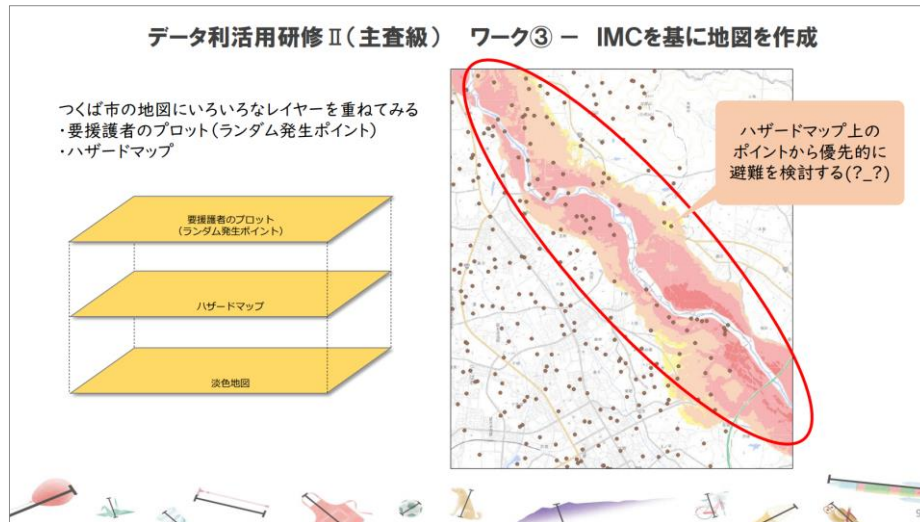 データ利活用研修Ⅱ(主査級)　ワーク③ － IMCを基に地図を作成
つくば市の地図にいろいろなレイヤーを重ねてみる
・要援護者のプロット(ランダム発生ポイント)
・ハザードマップ
要援護者のプロット
(ランダム発生ポイント)
ハザードマップ
淡色地図
ハザードマップ上の
ポイントから優先的に
避難を検討する(?_?)